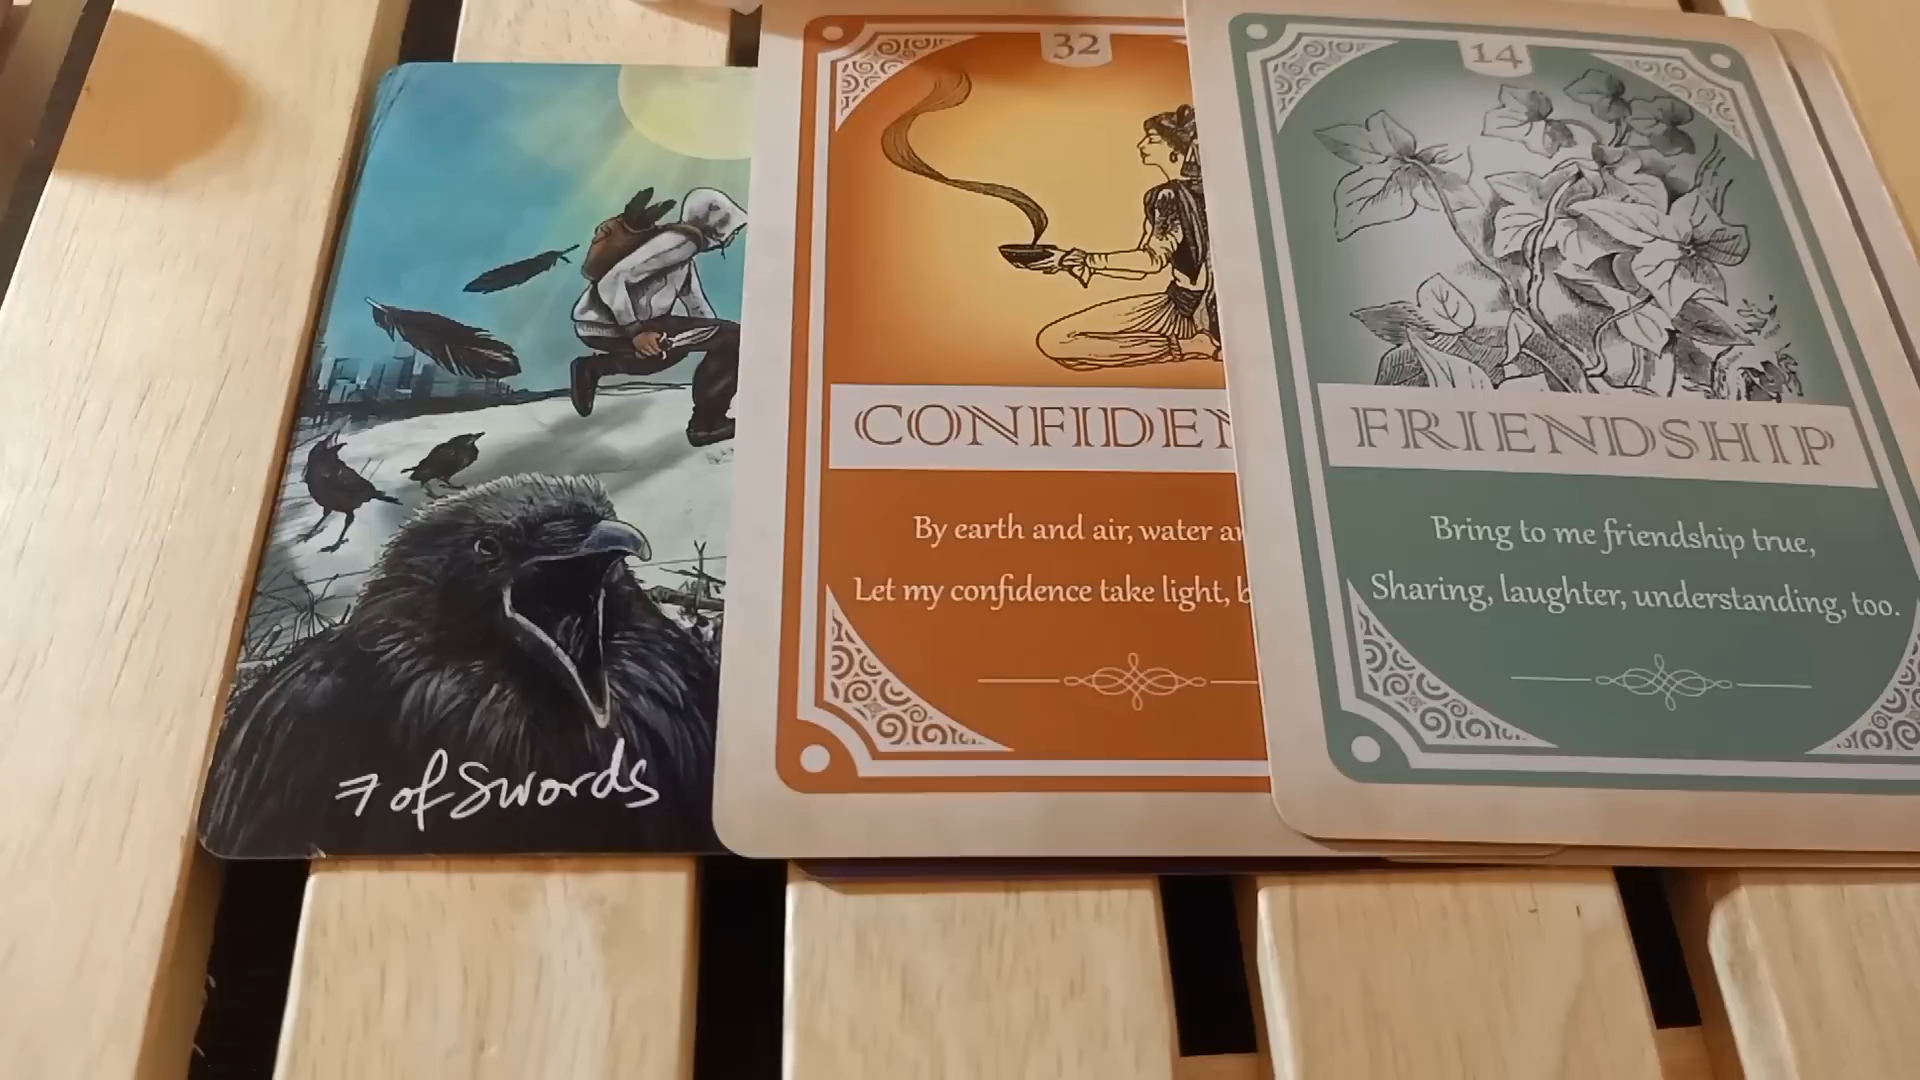 7 of Swords
32
CONFIDEN
By earth and air, water
Let my confidence take light,
14
FRIENDSHIP
Bring to me friendship true,
Sharing, laughter, understanding, too.